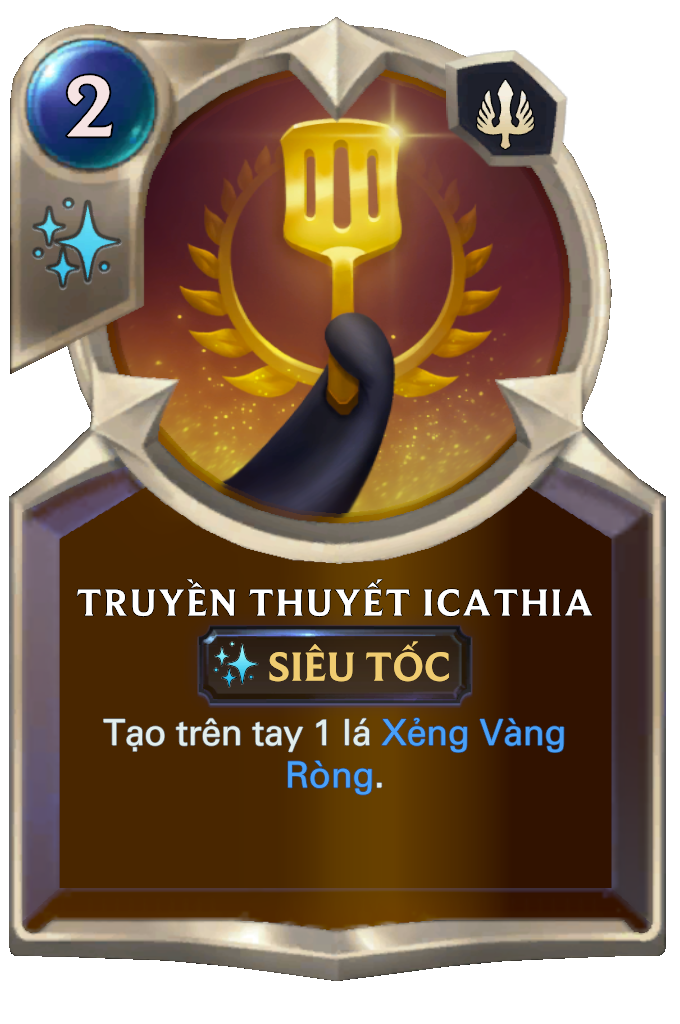 2
TRUYỀN THUYẾT ICATHIA
SIÊU TỐC
Tạo trên tay 1 lá Xẻng Vàng
Ròng.